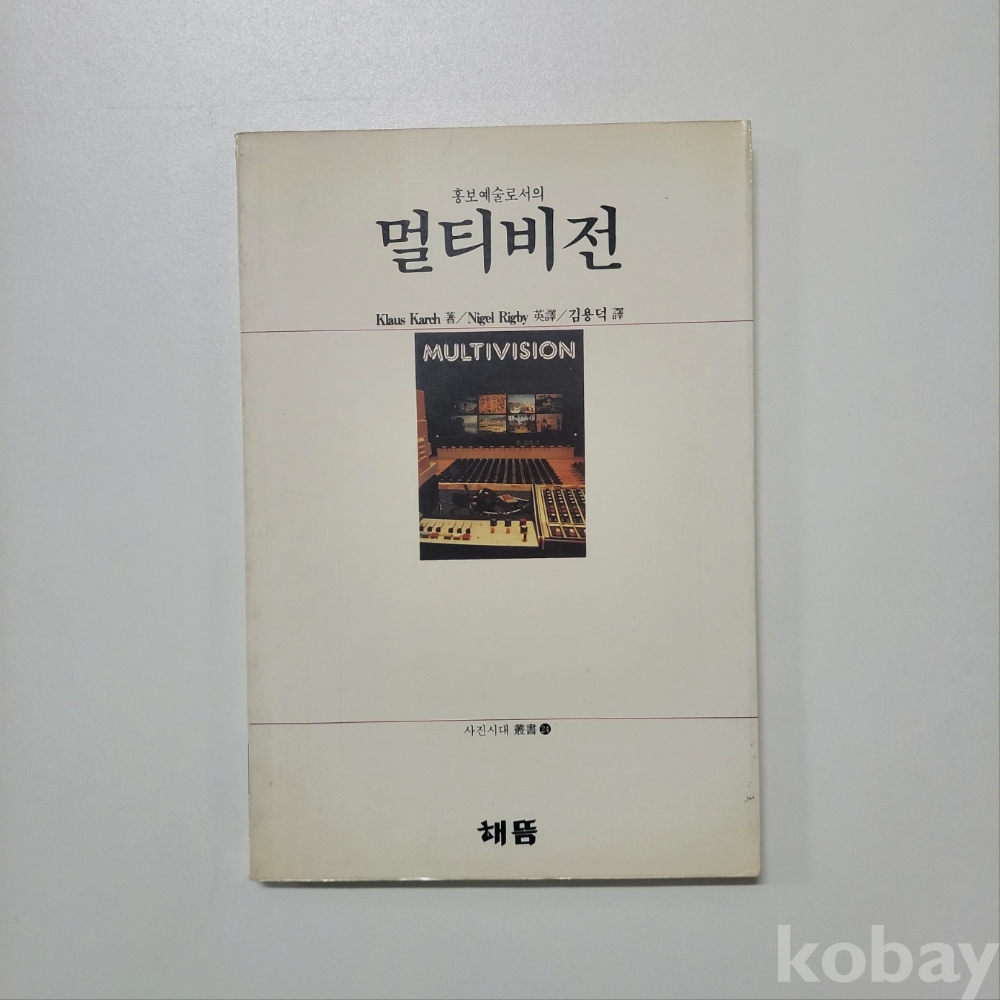 홍보예술로서의
멀티비전
Klaus Karch 著/Nigel Rigby 英譯/김용덕 譯
MULTIVISION
사진시대 叢書 24
해뜸
kobay